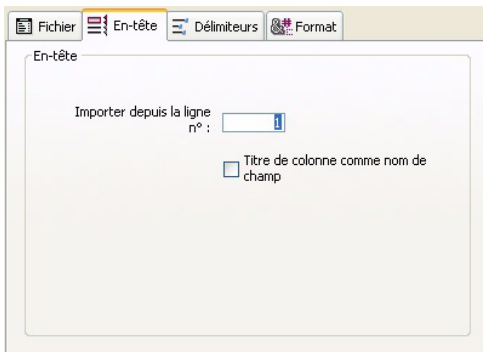 Fichier En-tête Délimiteurs Format
En-tête
Importer depuis la ligne
n° : 1
Titre de colonne comme nom de
champ